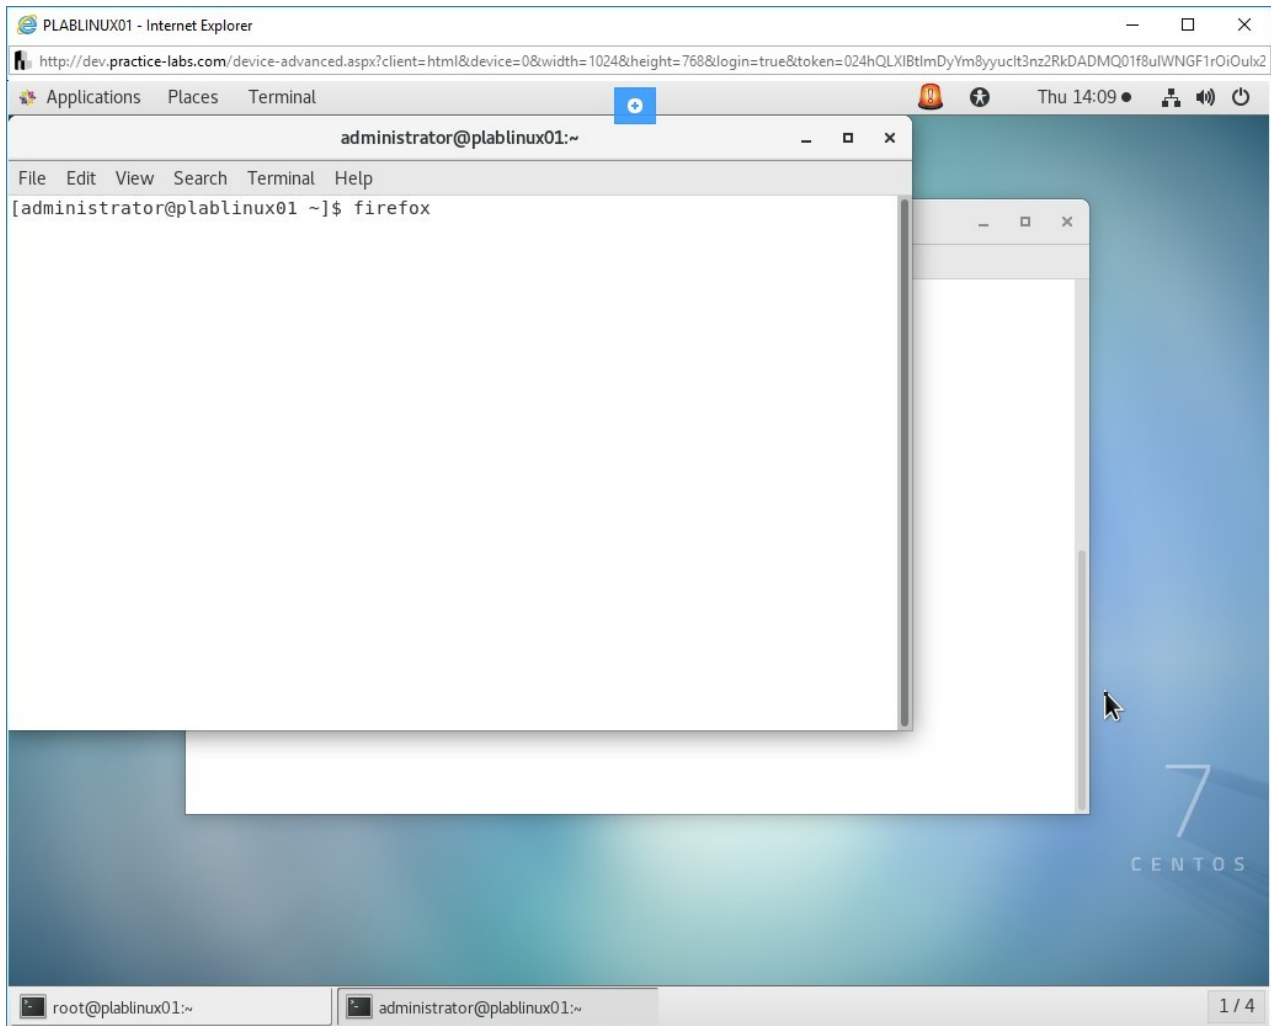 PLABLINUX01 - Internet Explorer
http://dev.practice-labs.com/device-advanced.aspx?client=html&device=0&width=1024&height=768&login=true&token=
Applications Places Terminal Thu 14:09
administrator@plablinux01:~
File Edit View Search Terminal Help
[administrator@plablinux01 ~]$ firefox
7
CENTOS
root@plablinux01:~ administrator@plablinux01:~ 1 / 4